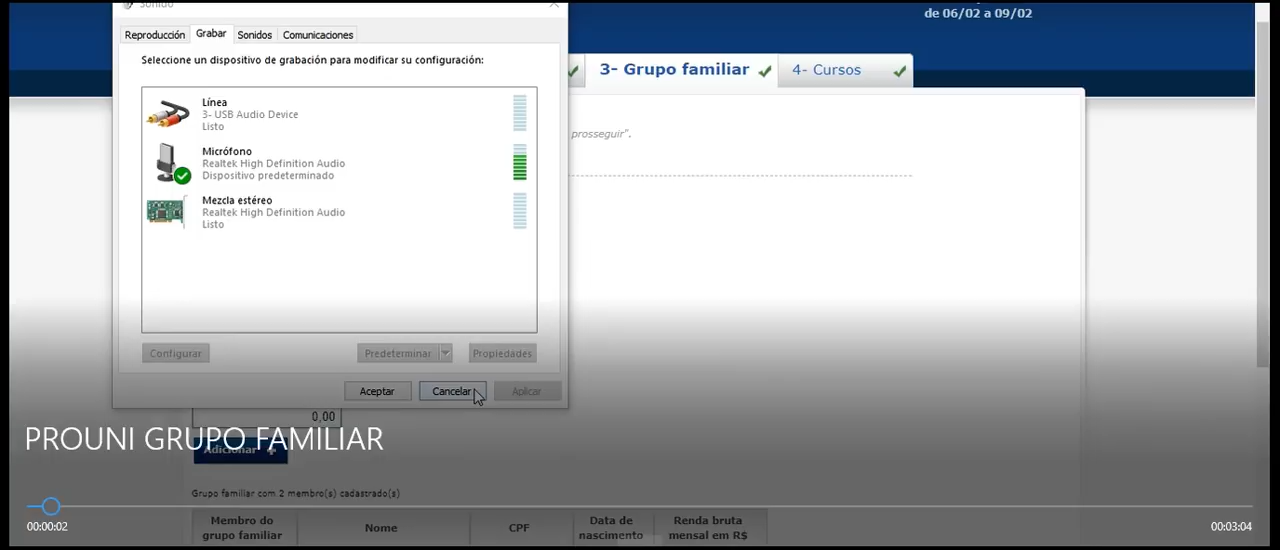 Sonido
de 06/02 a 09/02
Reproducción
Grabar
Sonidos
Comunicaciones
Seleccione un dispositivo de grabación para modificar su configuración:
3- Grupo familiar
4- Cursos
Línea
3- USB Audio Device
Listo
prosseguir".
Micrófono
Realtek High Definition Audio
Dispositivo predeterminado
Mezcla estéreo
Realtek High Definition Audio
Listo
Configurar
Predeterminar
Propiedades
Aceptar
Cancelar
Aplicar
0,00
PROUNI GRUPO FAMILIAR
Adicionar +
Grupo familiar com 2 membro(s) cadastrado(s)
00:00:02
00:03:04
Membro do
grupo familiar
Nome
CPF
Data de
nascimento
Renda bruta
mensal em R$